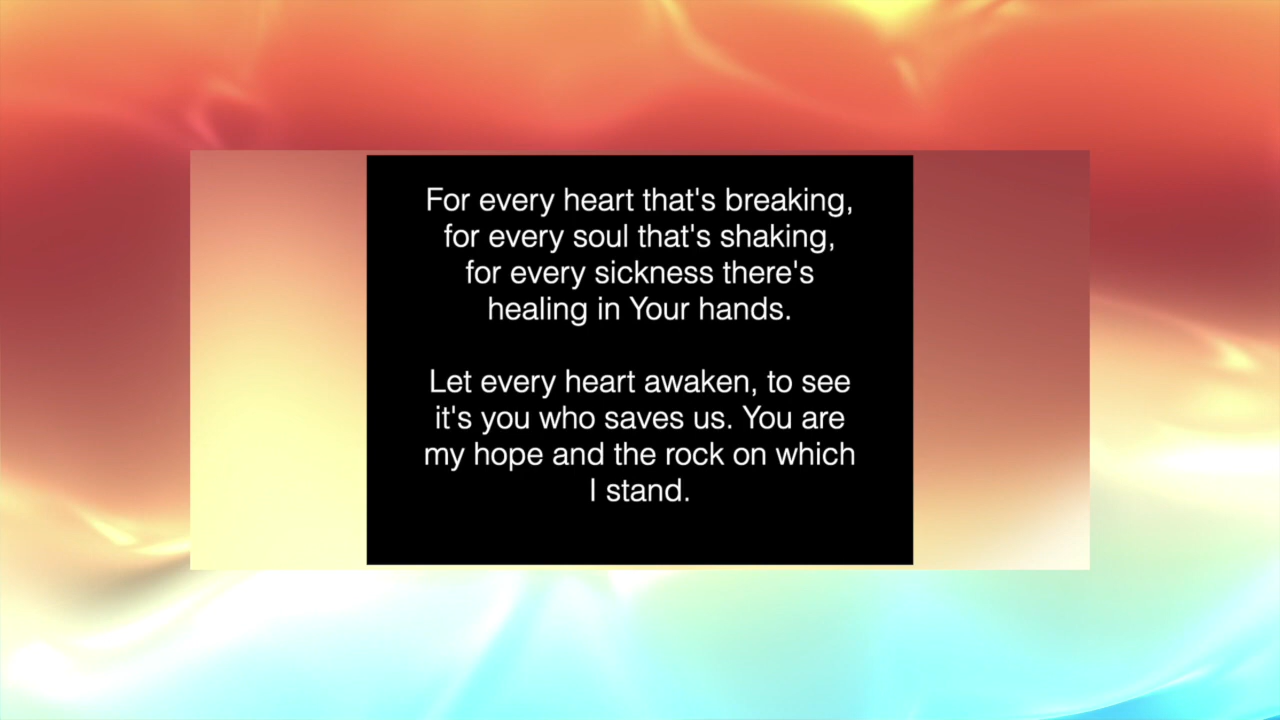 For every heart that's breaking,
for every soul that's shaking,
for every sickness there's
healing in Your hands.
Let every heart awaken, to see
it's you who saves us. You are
my hope and the rock on which
I stand.